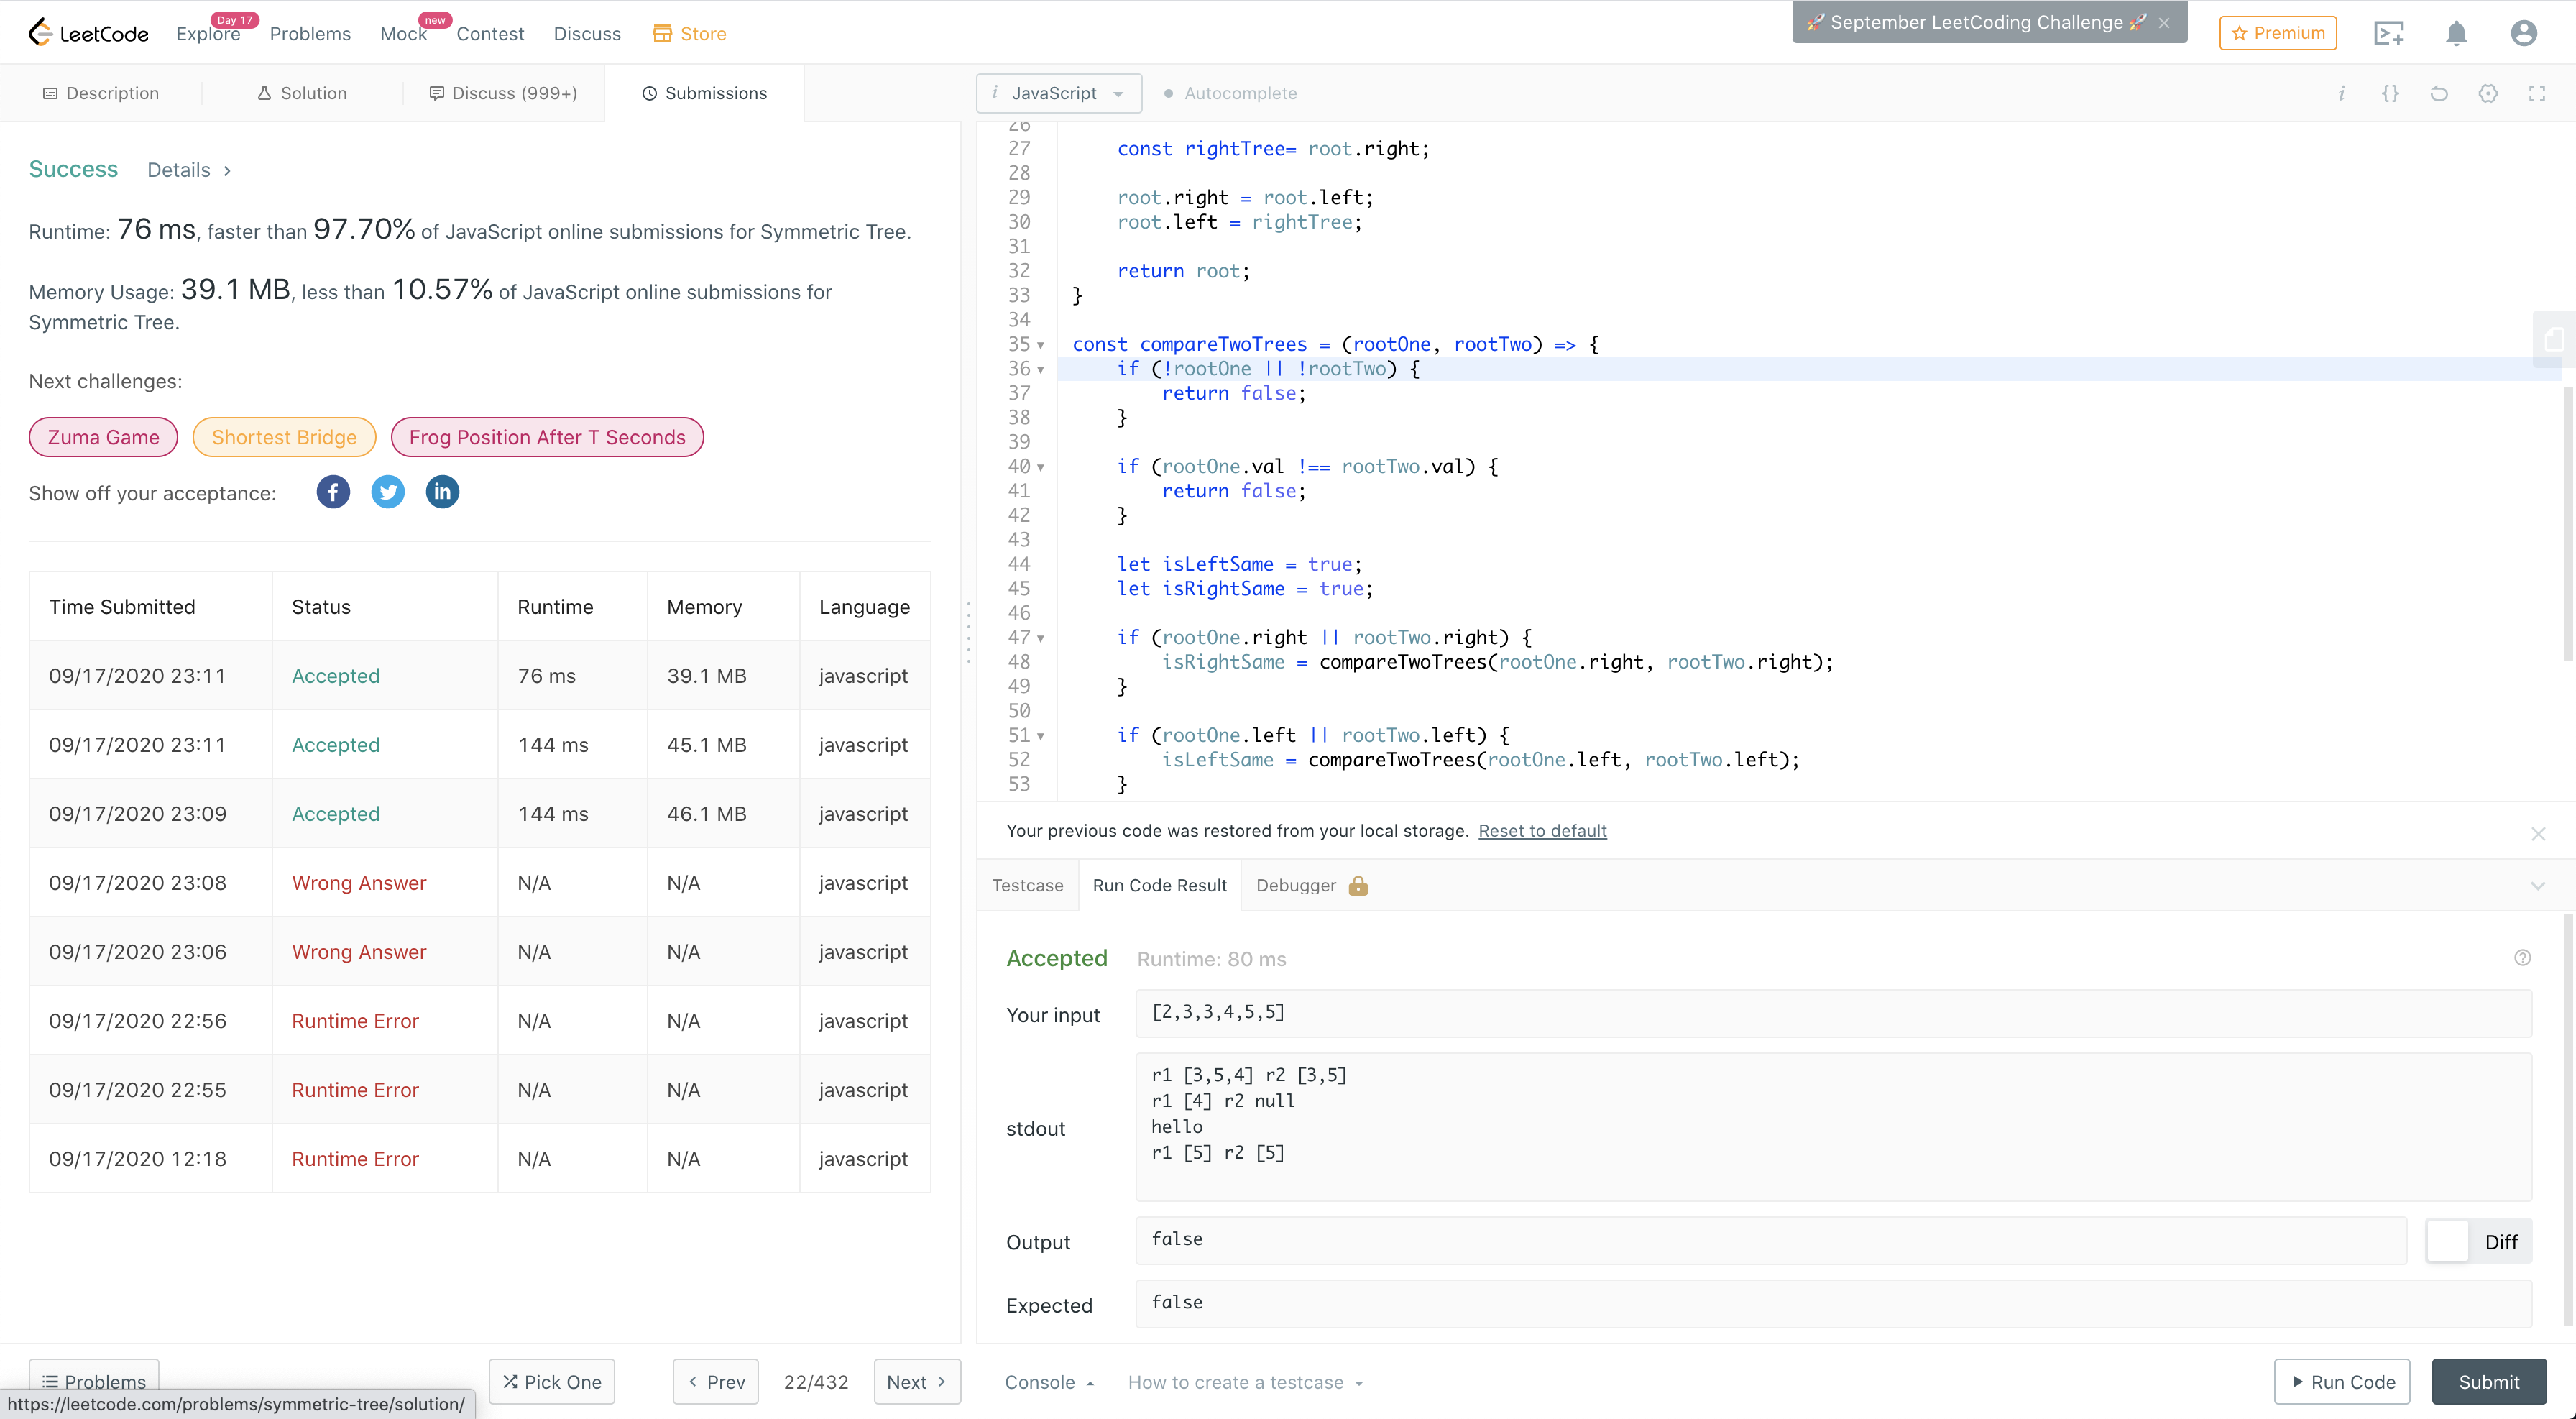 LeetCode
Explore
Day 17
Problems
Mock
new
Contest
Discuss
Store
🚀 September LeetCoding Challenge 🚀 ×
Premium
Description
Solution
Discuss (999+)
Submissions
i JavaScript
Autocomplete
Success Details >
Runtime: 76 ms, faster than 97.70% of JavaScript online submissions for Symmetric Tree.
Memory Usage: 39.1 MB, less than 10.57% of JavaScript online submissions for
Symmetric Tree.
Next challenges:
Zuma Game
Shortest Bridge
Frog Position After T Seconds
Show off your acceptance:
Time Submitted Status Runtime Memory Language
09/17/2020 23:11 Accepted 76 ms 39.1 MB javascript
09/17/2020 23:11 Accepted 144 ms 45.1 MB javascript
09/17/2020 23:09 Accepted 144 ms 46.1 MB javascript
09/17/2020 23:08 Wrong Answer N/A N/A javascript
09/17/2020 23:06 Wrong Answer N/A N/A javascript
09/17/2020 22:56 Runtime Error N/A N/A javascript
09/17/2020 22:55 Runtime Error N/A N/A javascript
09/17/2020 12:18 Runtime Error N/A N/A javascript
26
27 const rightTree= root.right;
28
29 root.right = root.left;
30 root.left = rightTree;
31
32 return root;
33 }
34
35 const compareTwoTrees = (rootOne, rootTwo) => {
36 if (!rootOne || !rootTwo) {
37 return false;
38 }
39
40 if (rootOne.val !== rootTwo.val) {
41 return false;
42 }
43
44 let isLeftSame = true;
45 let isRightSame = true;
46
47 if (rootOne.right || rootTwo.right) {
48 isRightSame = compareTwoTrees(rootOne.right, rootTwo.right);
49 }
50
51 if (rootOne.left || rootTwo.left) {
52 isLeftSame = compareTwoTrees(rootOne.left, rootTwo.left);
53 }
Your previous code was restored from your local storage. Reset to default
Testcase
Run Code Result
Debugger
Accepted Runtime: 80 ms
Your input
[2,3,3,4,5,5]
stdout
r1 [3,5,4] r2 [3,5]
r1 [4] r2 null
hello
r1 [5] r2 [5]
Output
false
Diff
Expected
false
Problems
Pick One
< Prev
22/432
Next >
Console
How to create a testcase
Run Code
Submit
https://leetcode.com/problems/symmetric-tree/solution/